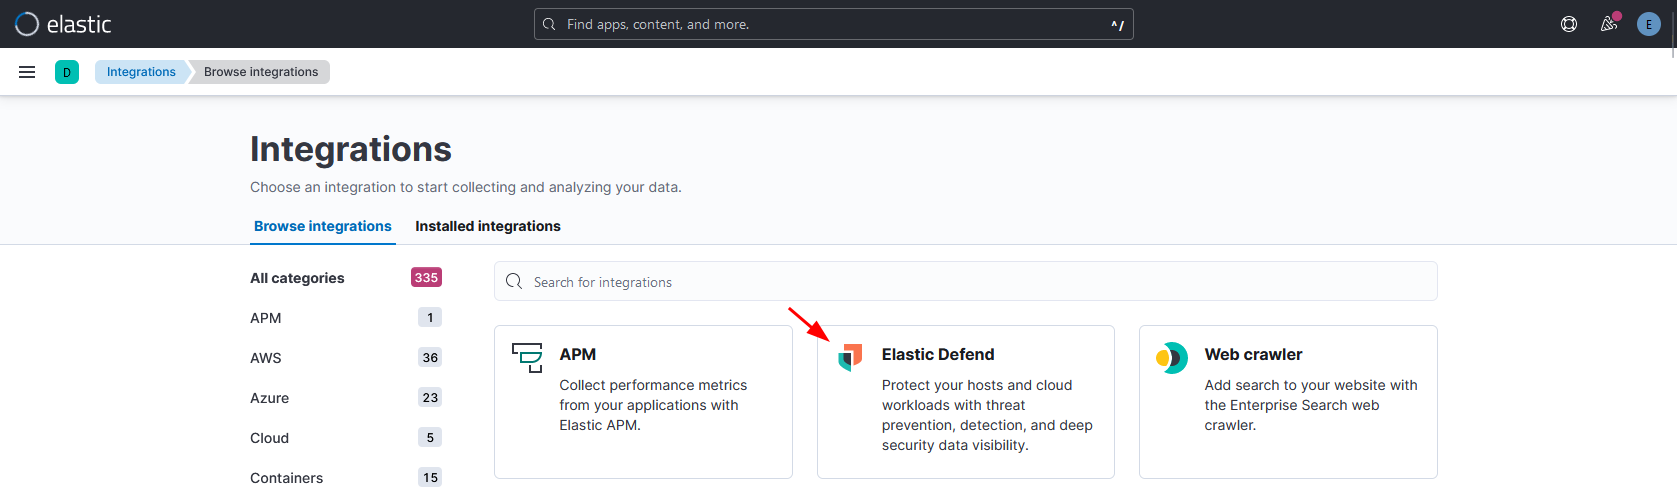 elastic
Find apps, content, and more.
^/
E
D
Integrations
Browse integrations
Integrations
Choose an integration to start collecting and analyzing your data.
Browse integrations
Installed integrations
All categories 335
APM 1
AWS 36
Azure 23
Cloud 5
Containers 15
Search for integrations
APM
Collect performance metrics
from your applications with
Elastic APM.
Elastic Defend
Protect your hosts and cloud
workloads with threat
prevention, detection, and deep
security data visibility.
Web crawler
Add search to your website with
the Enterprise Search web
crawler.